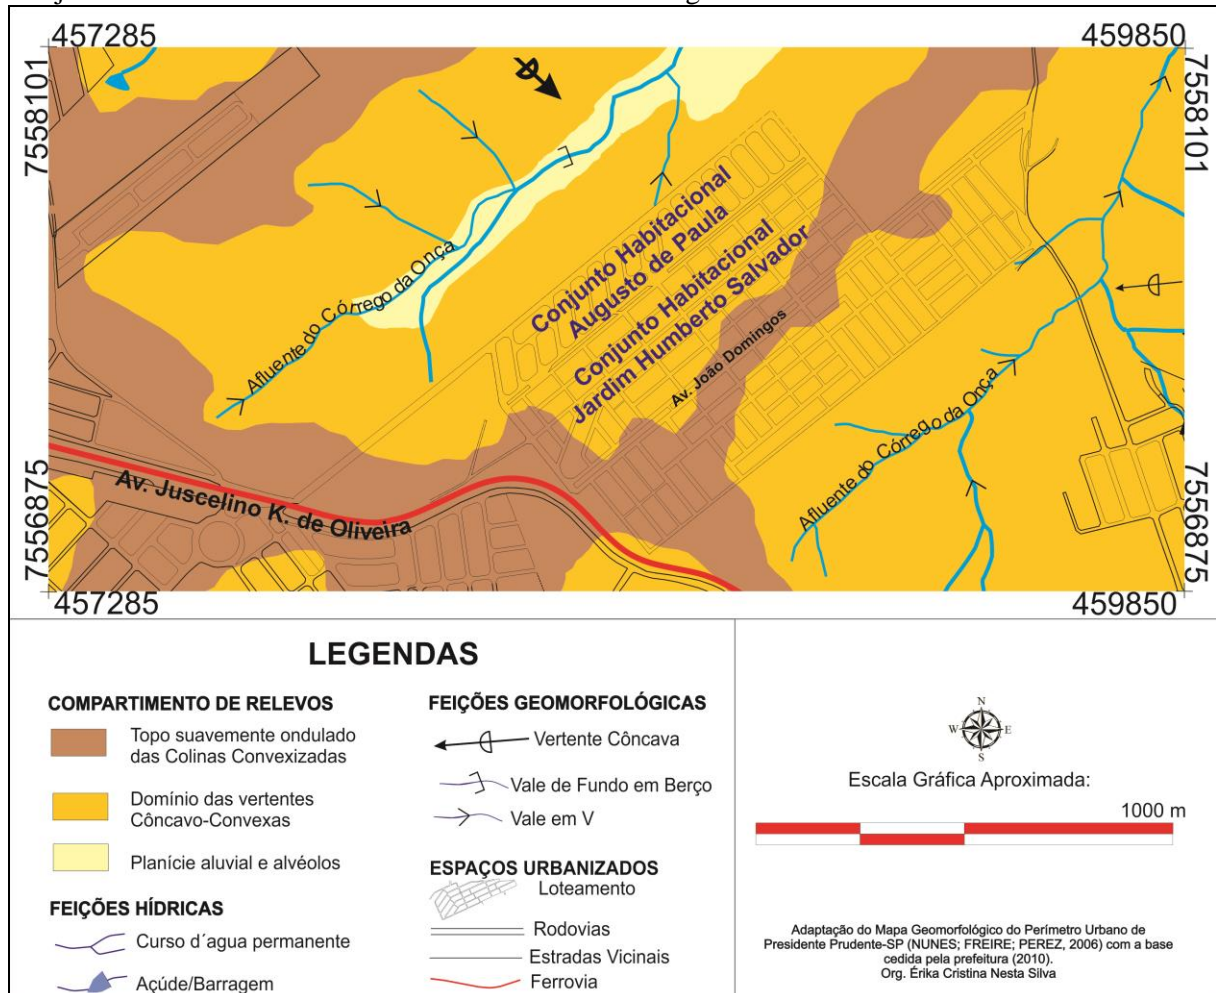 457285
459850
7558101
7558101
Conjunto Habitacional
Augusto de Paula
Conjunto Habitacional
Jardim Humberto Salvador
Av. João Domingos
Afluente do Córrego da Onça
Afluente do Córrego da Onça
Av. Juscelino K. de Oliveira
7556875
7556875
457285
459850
LEGENDAS
COMPARTIMENTO DE RELEVOS
Topo suavemente ondulado
das Colinas Convexizadas
Domínio das vertentes
Côncavo-Convexas
Planície aluvial e alvéolos
FEIÇÕES HÍDRICAS
Curso d´agua permanente
Açúde/Barragem
FEIÇÕES GEOMORFOLÓGICAS
Vertente Côncava
Vale de Fundo em Berço
Vale em V
ESPAÇOS URBANIZADOS
Loteamento
Rodovias
Estradas Vicinais
Ferrovia
N
W
E
S
Escala Gráfica Aproximada:
1000 m
Adaptação do Mapa Geomorfológico do Perímetro Urbano de
Presidente Prudente-SP (NUNES; FREIRE; PEREZ, 2006) com a base
cedida pela prefeitura (2010).
Org. Érika Cristina Nesta Silva